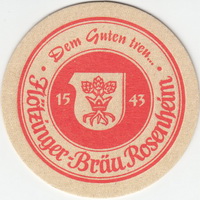 Dem Guten treu...
15 43
· Flötzinger-Bräu Rosenheim ·